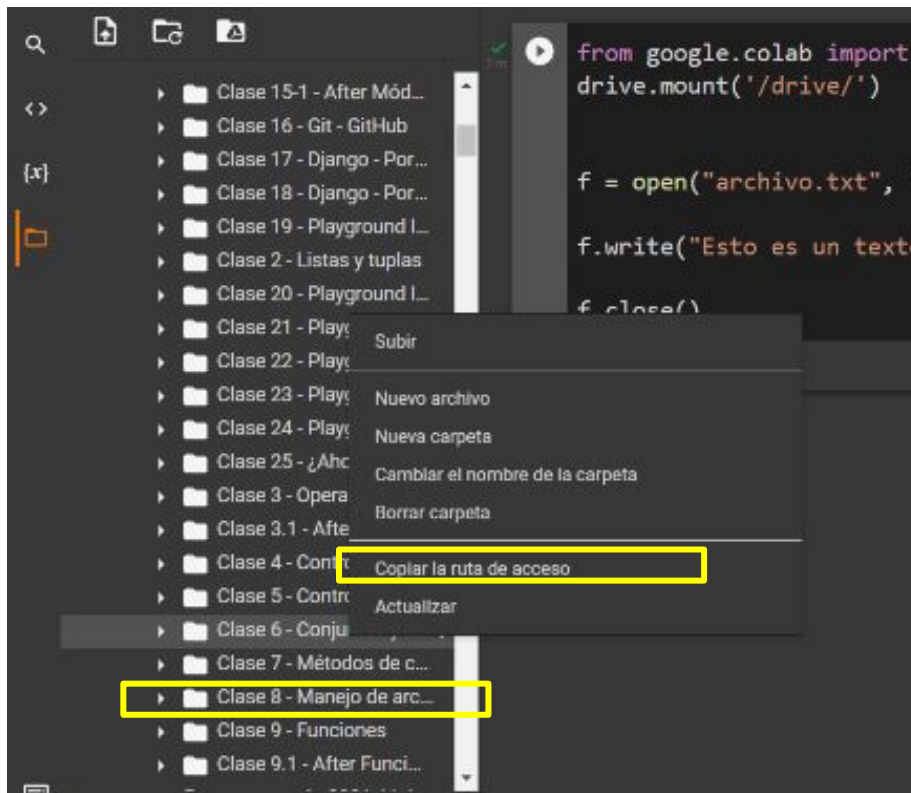 Clase 15-1 - After Mód...
Clase 16 - Git - GitHub
Clase 17 - Django - Por...
Clase 18 - Django - Por...
Clase 19 - Playground I...
Clase 2 - Listas y tuplas
Clase 20 - Playground I...
Clase 21 - Play
Clase 22 - Play
Clase 23 - Play
Clase 24 - Play
Clase 25 - ¿Aho
Clase 3 - Opera
Clase 3.1 - Afte
Clase 4 - Contro
Clase 5 - Contro
Clase 6 - Conju
Clase 7 - Métodos de c...
Clase 8 - Manejo de arc...
Clase 9 - Funciones
Clase 9.1 - After Funci...
{x}
Subir
Nuevo archivo
Nueva carpeta
Cambiar el nombre de la carpeta
Borrar carpeta
Copiar la ruta de acceso
Actualizar
from google.colab import
drive.mount('/drive/')
f = open("archivo.txt",
f.write("Esto es un texto
f.close()